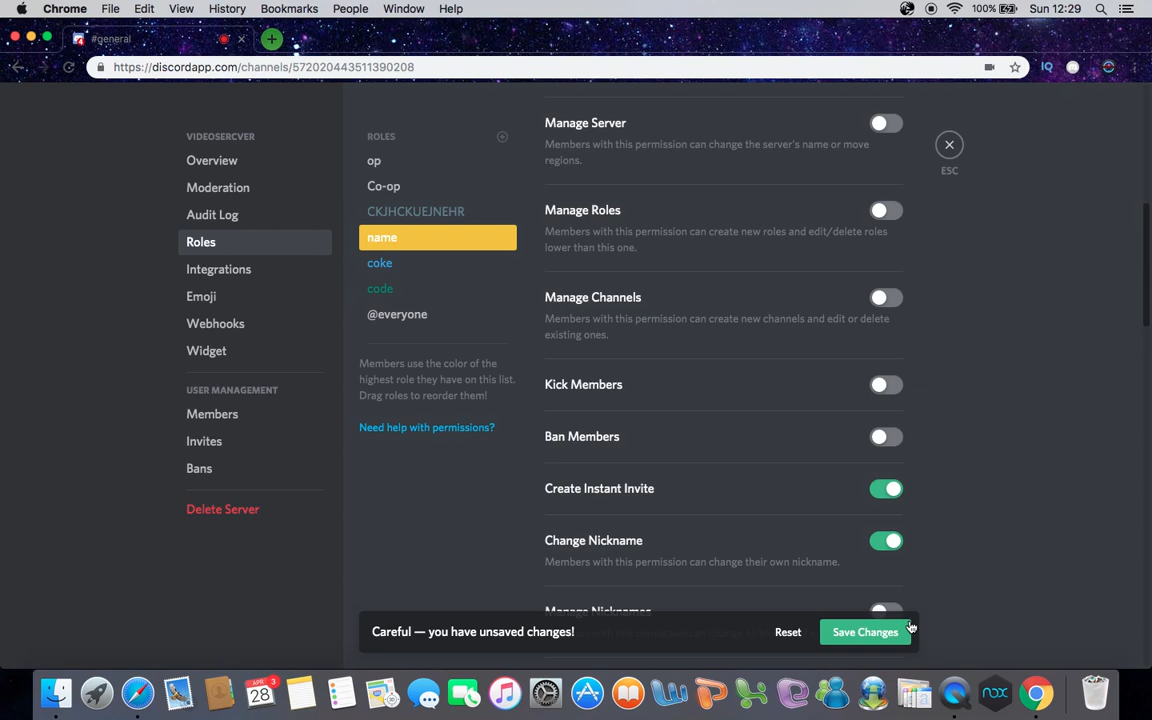 Chrome File Edit View History Bookmarks People Window Help 100% Sun 12:29
#general
https://discordapp.com/channels/572020443511390208
IQ
VIDEOSERCVER
Overview
Moderation
Audit Log
Roles
Integrations
Emoji
Webhooks
Widget
USER MANAGEMENT
Members
Invites
Bans
Delete Server
ROLES
op
Co-op
CKJHCKUEJNEHR
name
coke
code
@everyone
Members use the color of the
highest role they have on this list.
Drag roles to reorder them!
Need help with permissions?
Manage Server
Members with this permission can change the server's name or move
regions.
Manage Roles
Members with this permission can create new roles and edit/delete roles
lower than this one.
Manage Channels
Members with this permission can create new channels and edit or delete
existing ones.
Kick Members
Ban Members
Create Instant Invite
Change Nickname
Members with this permission can change their own nickname.
Manage Nicknames
ESC
Careful — you have unsaved changes!
Reset
Save Changes
APR
28
3
nox